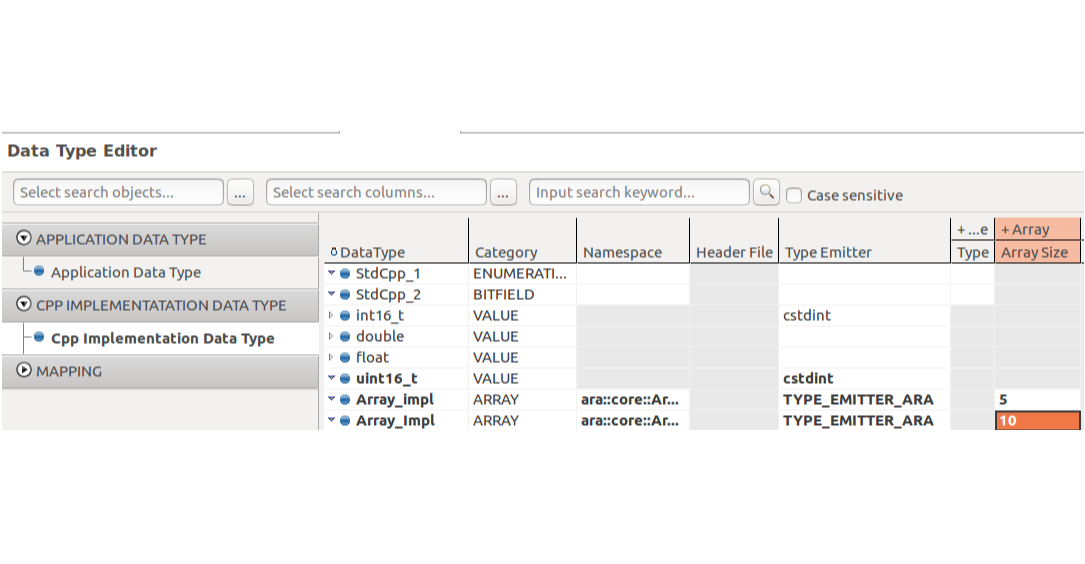 Data Type Editor
Select search objects... ... Select search columns... ... Input search keyword... Case sensitive
APPLICATION DATA TYPE
Application Data Type
CPP IMPLEMENTATATION DATA TYPE
Cpp Implementation Data Type
MAPPING
+ ...e + Array
DataType Category Namespace Header File Type Emitter Type Array Size
StdCpp_1 ENUMERATI...
StdCpp_2 BITFIELD
int16_t VALUE cstdint
double VALUE
float VALUE
uint16_t VALUE cstdint
Array_impl ARRAY ara::core::Ar... TYPE_EMITTER_ARA 5
Array_Impl ARRAY ara::core::Ar... TYPE_EMITTER_ARA 10